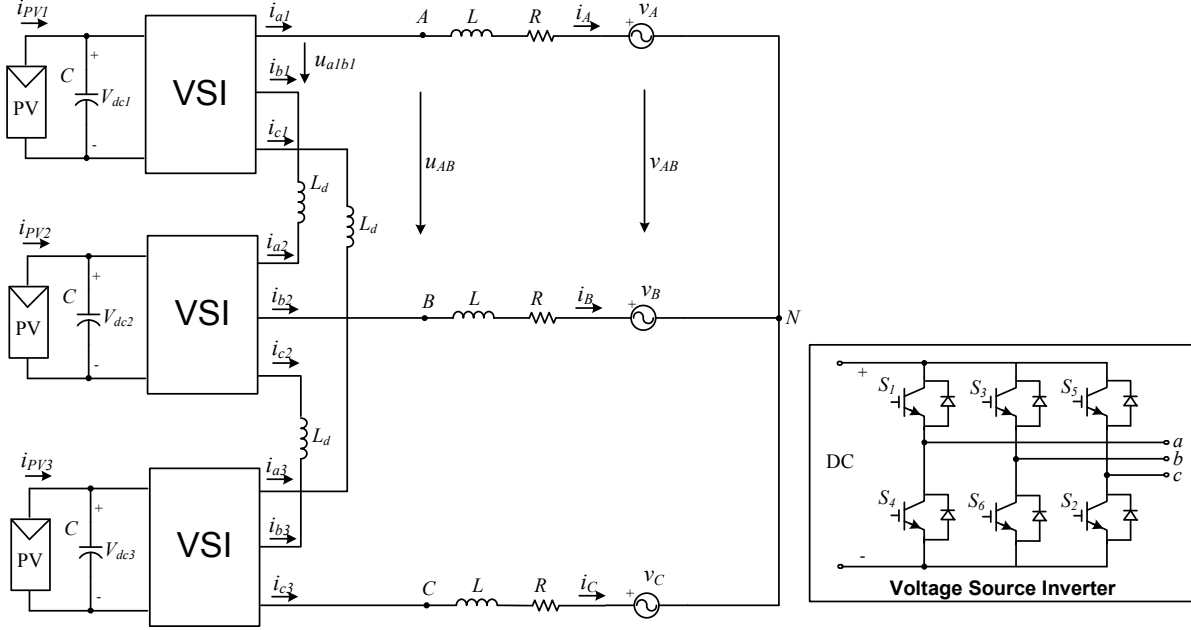 i_PV1
i_a1
A
L
R
i_A
v_A
+
PV
C
+
V_dc1
-
VSI
i_b1
u_a1b1
i_c1
L_d
L_d
u_AB
v_AB
i_PV2
i_a2
PV
C
+
V_dc2
-
VSI
i_b2
B
L
R
i_B
v_B
+
N
i_c2
L_d
i_PV3
i_a3
PV
C
+
V_dc3
-
VSI
i_b3
i_c3
C
L
R
i_C
v_C
+
+
S_1
S_3
S_5
DC
a
b
c
S_4
S_6
S_2
-
Voltage Source Inverter